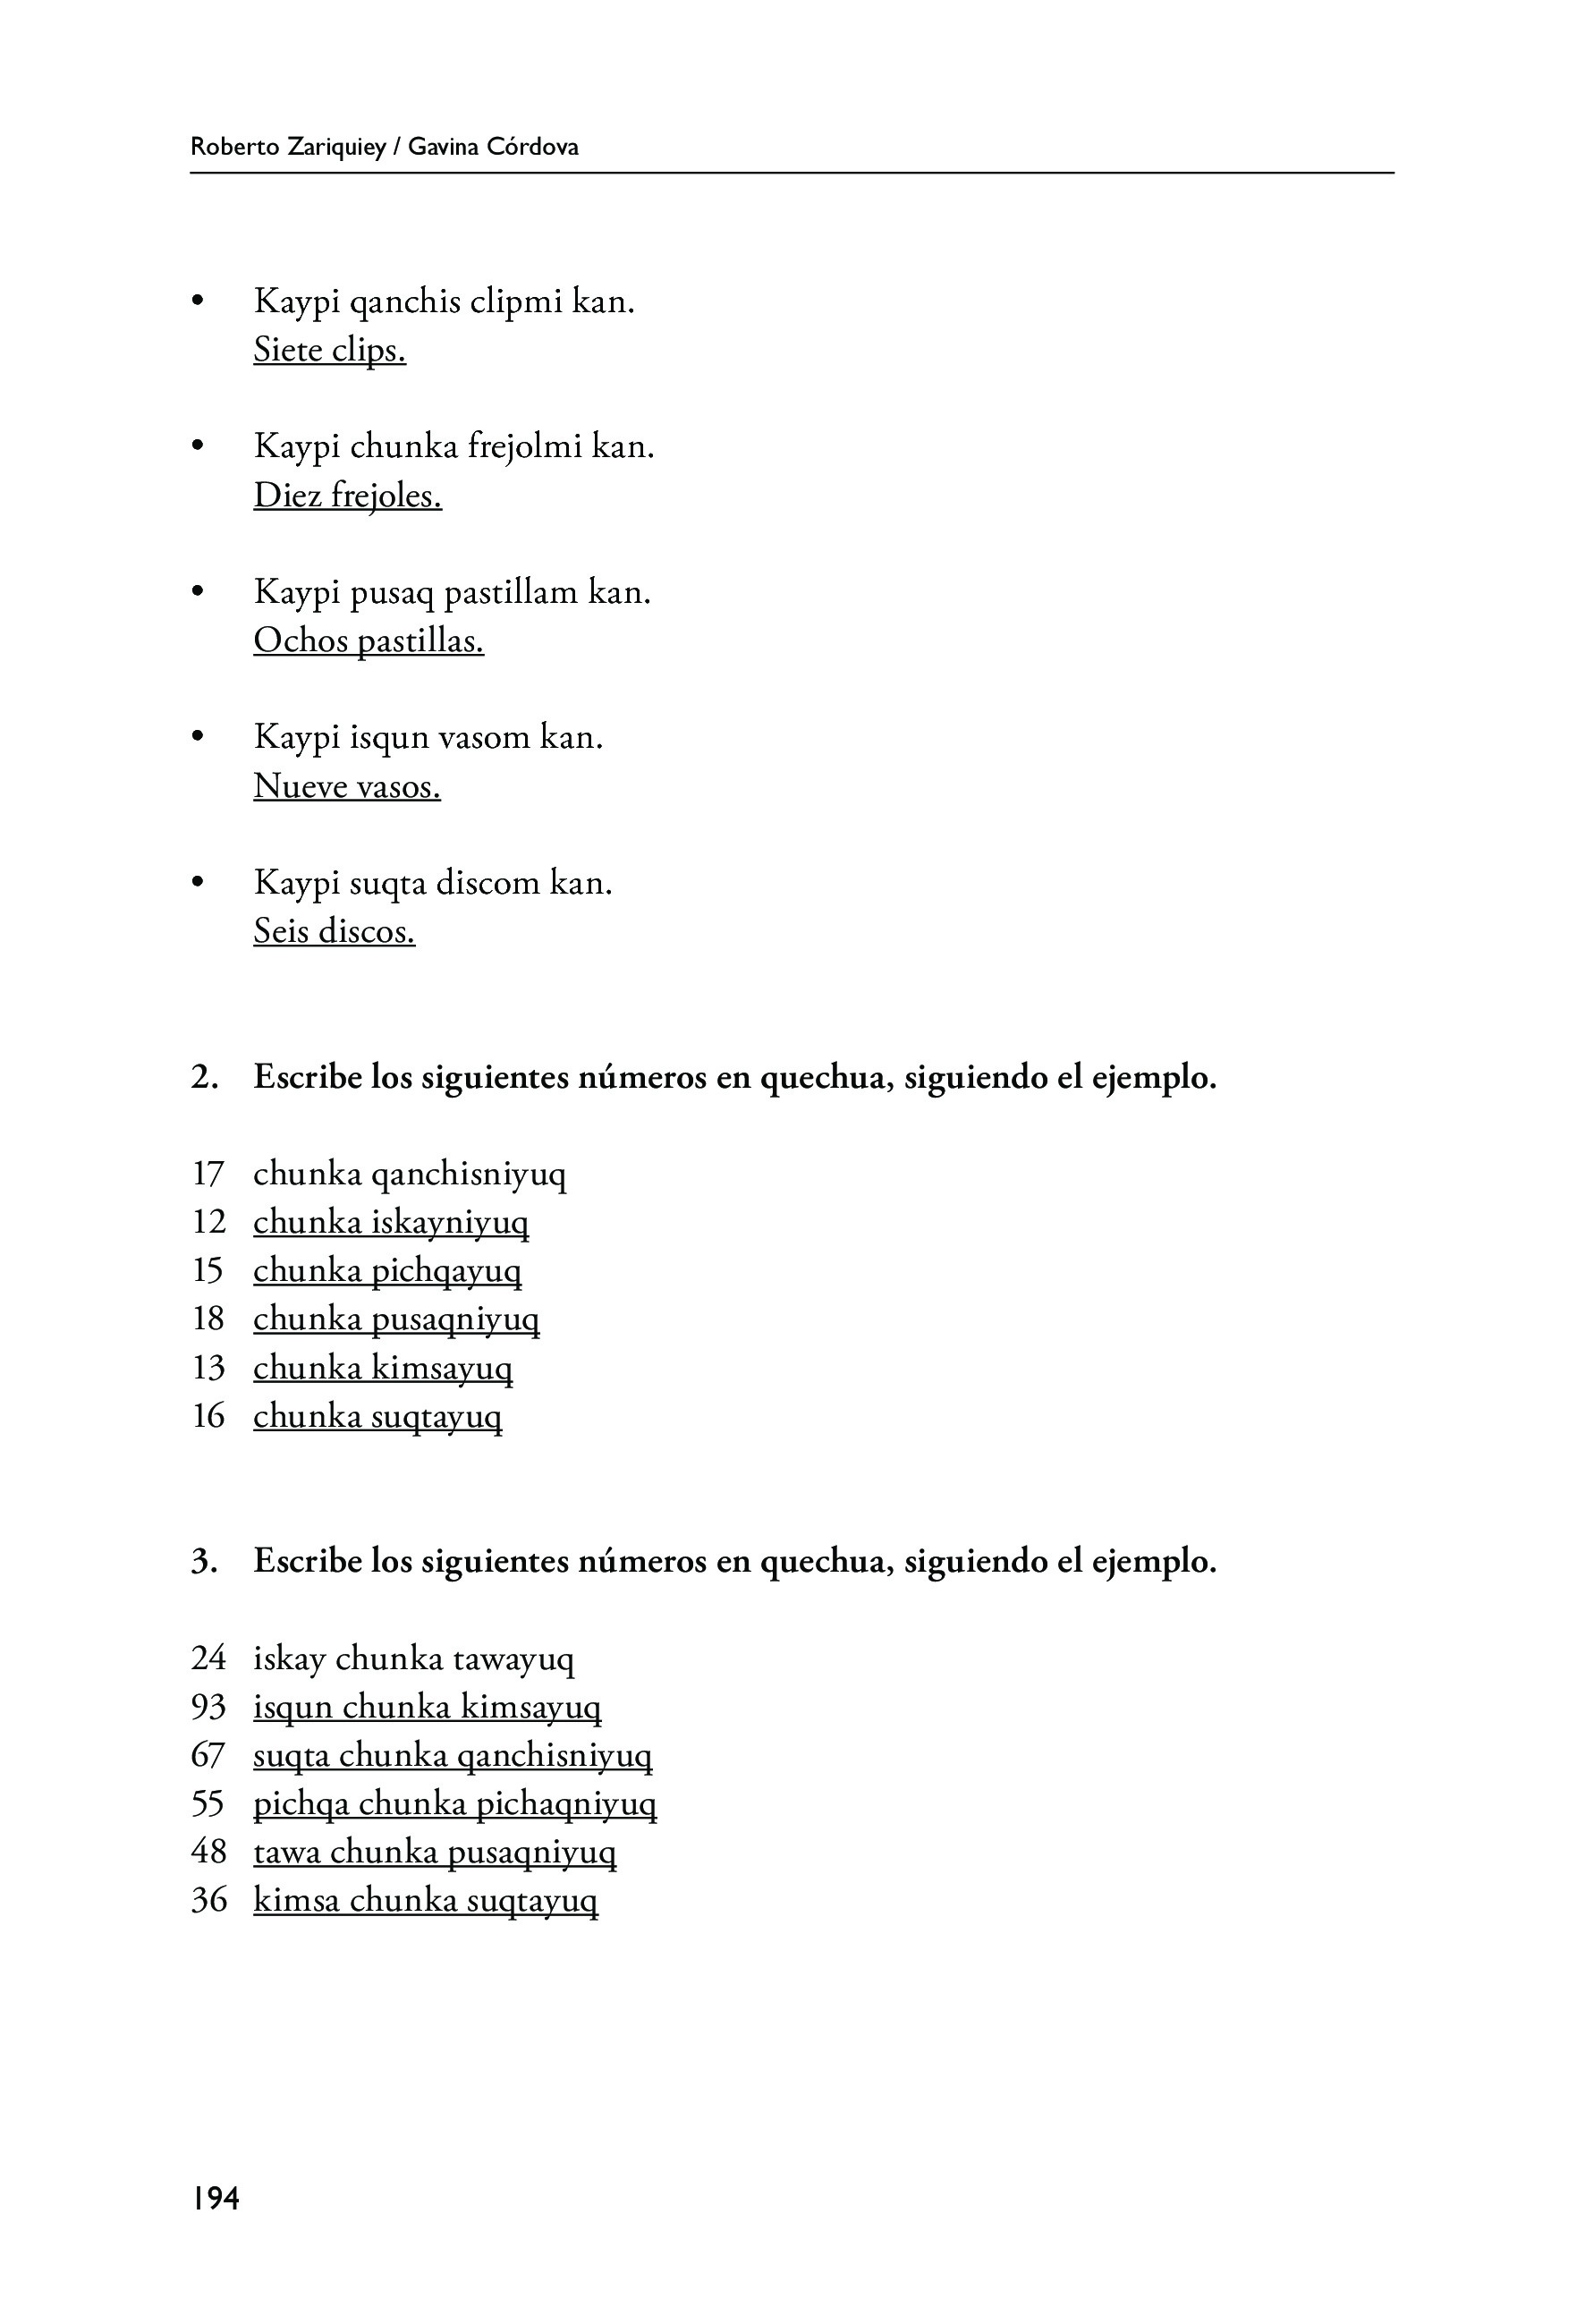 Roberto Zariquiey / Gavina Córdova
• Kaypi qanchis clipmi kan.
Siete clips.
• Kaypi chunka frejolmi kan.
Diez frejoles.
• Kaypi pusaq pastillam kan.
Ochos pastillas.
• Kaypi isqun vasom kan.
Nueve vasos.
• Kaypi suqta discom kan.
Seis discos.
2. Escribe los siguientes números en quechua, siguiendo el ejemplo.
17 chunka qanchisniyuq
12 chunka iskayniyuq
15 chunka pichqayuq
18 chunka pusaqniyuq
13 chunka kimsayuq
16 chunka suqtayuq
3. Escribe los siguientes números en quechua, siguiendo el ejemplo.
24 iskay chunka tawayuq
93 isqun chunka kimsayuq
67 suqta chunka qanchisniyuq
55 pichqa chunka pichaqniyuq
48 tawa chunka pusaqniyuq
36 kimsa chunka suqtayuq
194